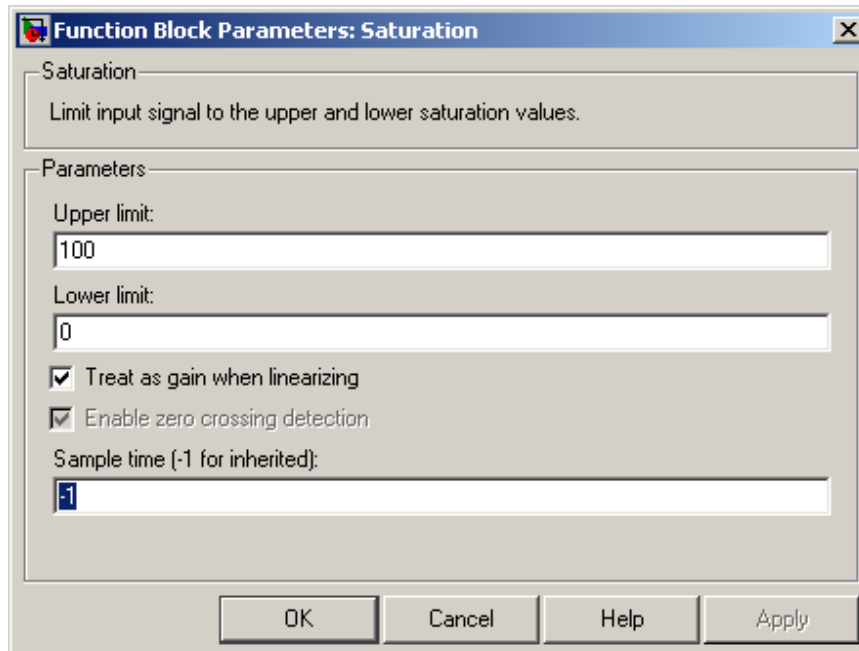 Function Block Parameters: Saturation
Saturation
Limit input signal to the upper and lower saturation values.
Parameters
Upper limit:
100
Lower limit:
0
Treat as gain when linearizing
Enable zero crossing detection
Sample time (-1 for inherited):
-1
OK Cancel Help Apply